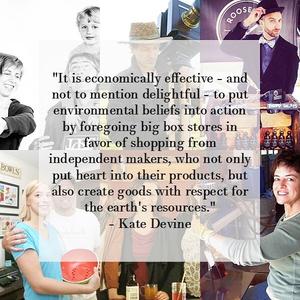 ROOSE
BOWLS
"It is economically effective - and
not to mention delightful - to put
environmental beliefs into action
by foregoing big box stores in
favor of shopping from
independent makers, who not only
put heart into their products, but
also create goods with respect for
the earth's resources."
- Kate Devine